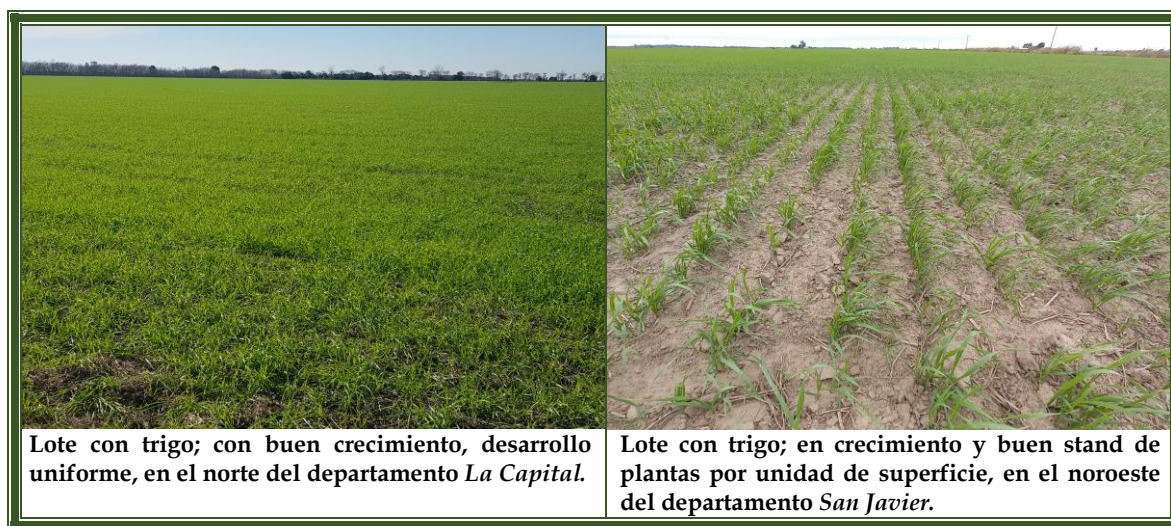 Lote con trigo; con buen crecimiento, desarrollo
uniforme, en el norte del departamento La Capital.
Lote con trigo; en crecimiento y buen stand de
plantas por unidad de superficie, en el noroeste
del departamento San Javier.